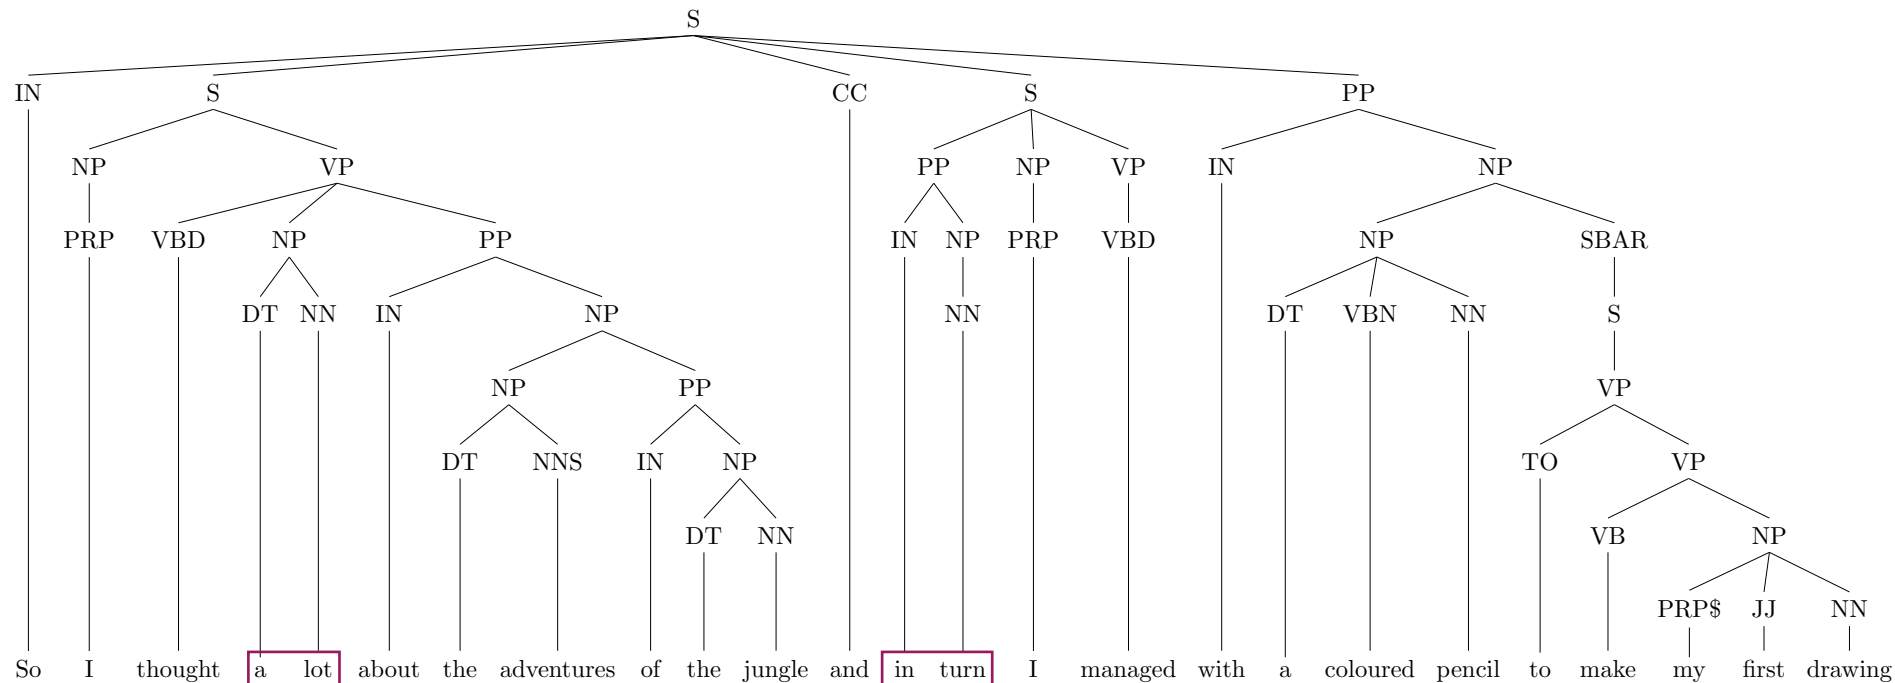 S
IN S CC S PP
NP VP PP NP VP IN NP
PRP VBD NP PP IN NP PRP VBD NP SBAR
DT NN IN NP NN DT VBN NN S
NP PP VP
DT NNS IN NP TO VP
DT NN VB NP
PRP$ JJ NN
So I thought a lot about the adventures of the jungle and in turn I managed with a coloured pencil to make my first drawing